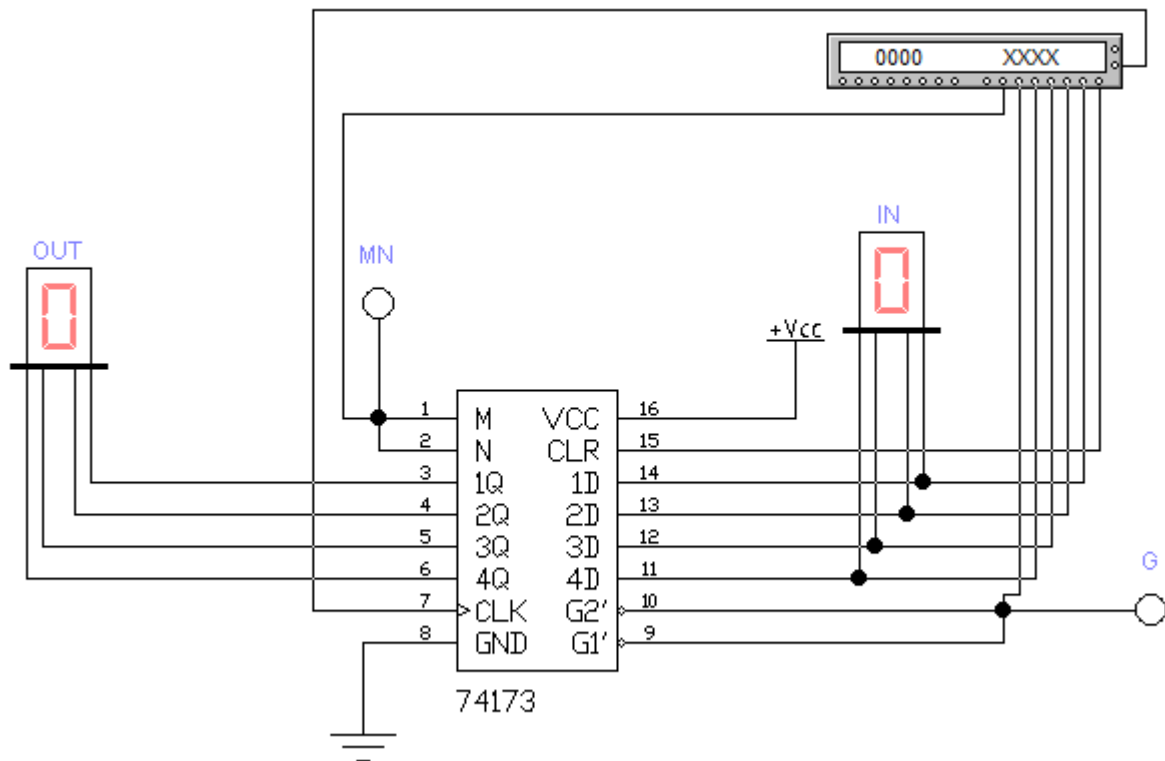 0000 XXXX
IN
OUT
MN
0
0
+Vcc
1 M VCC 16
2 N CLR 15
3 1Q 1D 14
4 2Q 2D 13
5 3Q 3D 12
6 4Q 4D 11
G
7 CLK G2' 10
8 GND G1' 9
74173